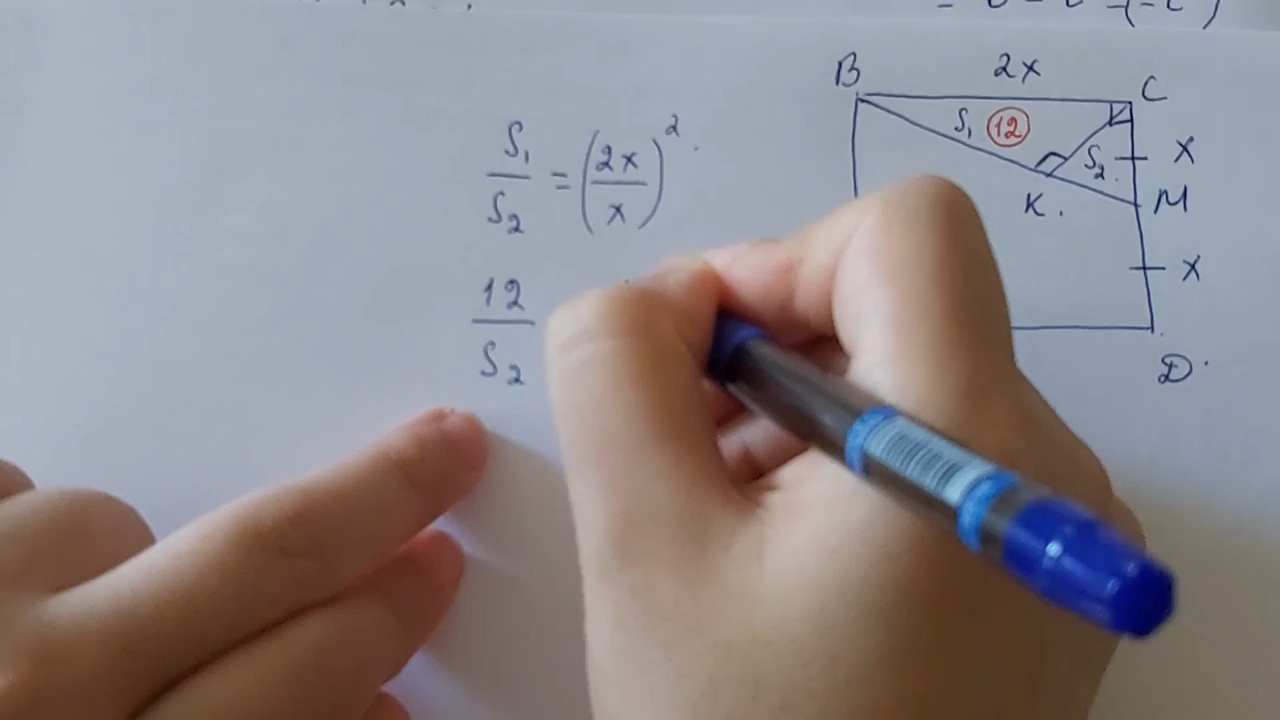 S₁/S₂ = (2x/x)²
12/S₂
B 2x C
S₁ 12 S₂ x
K. M
x
D